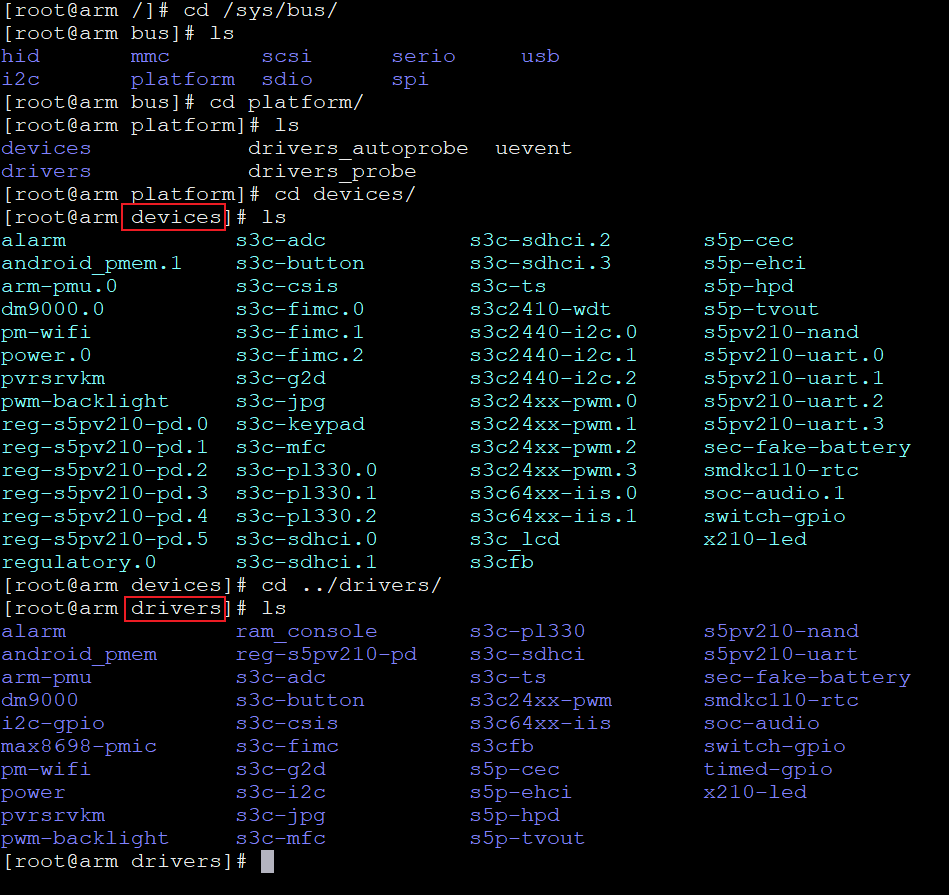 [root@arm /]# cd /sys/bus/
[root@arm bus]# ls
hid       mmc       scsi      serio     usb
i2c       platform  sdio      spi
[root@arm bus]# cd platform/
[root@arm platform]# ls
devices            drivers_autoprobe  uevent
drivers            drivers_probe
[root@arm platform]# cd devices/
[root@arm devices]# ls
alarm             s3c-adc           s3c-sdhci.2       s5p-cec
android_pmem.1    s3c-button        s3c-sdhci.3       s5p-ehci
arm-pmu.0         s3c-csis          s3c-ts            s5p-hpd
dm9000.0          s3c-fimc.0        s3c2410-wdt       s5p-tvout
pm-wifi           s3c-fimc.1        s3c2440-i2c.0     s5pv210-nand
power.0           s3c-fimc.2        s3c2440-i2c.1     s5pv210-uart.0
pvrsrvkm          s3c-g2d           s3c2440-i2c.2     s5pv210-uart.1
pwm-backlight     s3c-jpg           s3c24xx-pwm.0     s5pv210-uart.2
reg-s5pv210-pd.0  s3c-keypad        s3c24xx-pwm.1     s5pv210-uart.3
reg-s5pv210-pd.1  s3c-mfc           s3c24xx-pwm.2     sec-fake-battery
reg-s5pv210-pd.2  s3c-pl330.0       s3c24xx-pwm.3     smdkc110-rtc
reg-s5pv210-pd.3  s3c-pl330.1       s3c64xx-iis.0     soc-audio.1
reg-s5pv210-pd.4  s3c-pl330.2       s3c64xx-iis.1     switch-gpio
reg-s5pv210-pd.5  s3c-sdhci.0       s3c_lcd           x210-led
regulatory.0      s3c-sdhci.1       s3cfb
[root@arm devices]# cd ../drivers/
[root@arm drivers]# ls
alarm             ram_console       s3c-pl330         s5pv210-nand
android_pmem      reg-s5pv210-pd    s3c-sdhci         s5pv210-uart
arm-pmu           s3c-adc           s3c-ts            sec-fake-battery
dm9000            s3c-button        s3c24xx-pwm       smdkc110-rtc
i2c-gpio          s3c-csis          s3c64xx-iis       soc-audio
max8698-pmic      s3c-fimc          s3cfb             switch-gpio
pm-wifi           s3c-g2d           s5p-cec           timed-gpio
power             s3c-i2c           s5p-ehci          x210-led
pvrsrvkm          s3c-jpg           s5p-hpd
pwm-backlight     s3c-mfc           s5p-tvout
[root@arm drivers]#